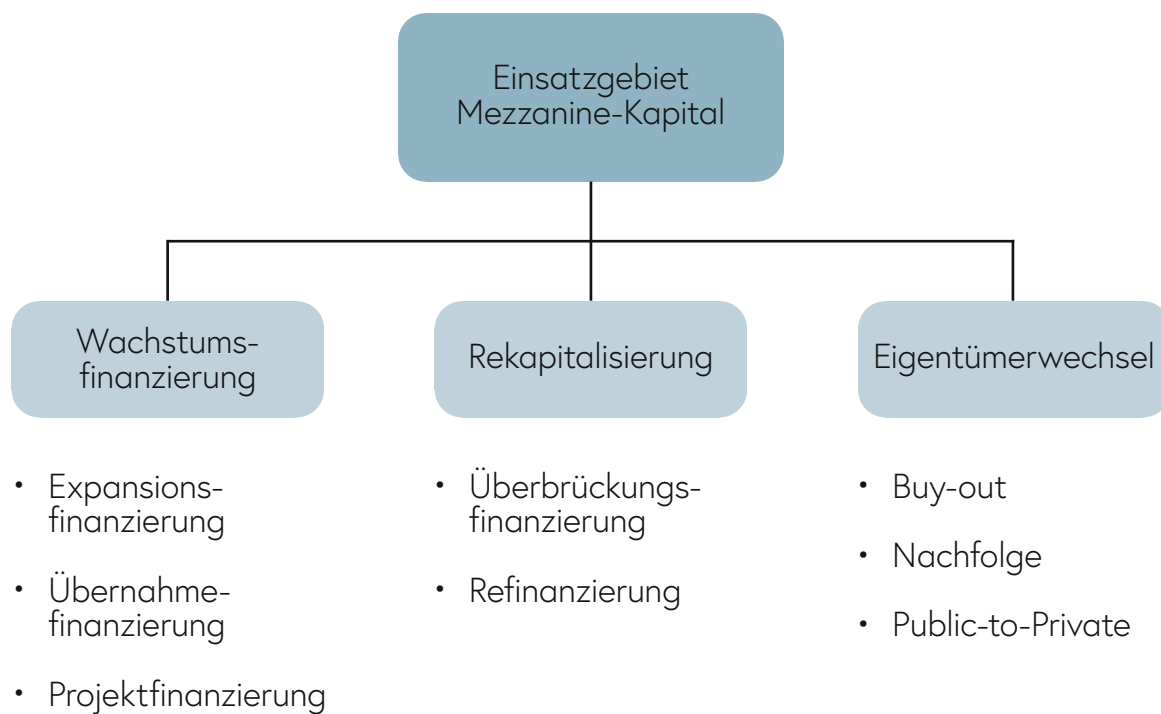 Einsatzgebiet
Mezzanine-Kapital
Wachstums-
finanzierung
• Expansions-
finanzierung
• Übernahme-
finanzierung
• Projektfinanzierung
Rekapitalisierung
• Überbrückungs-
finanzierung
• Refinanzierung
Eigentümerwechsel
• Buy-out
• Nachfolge
• Public-to-Private